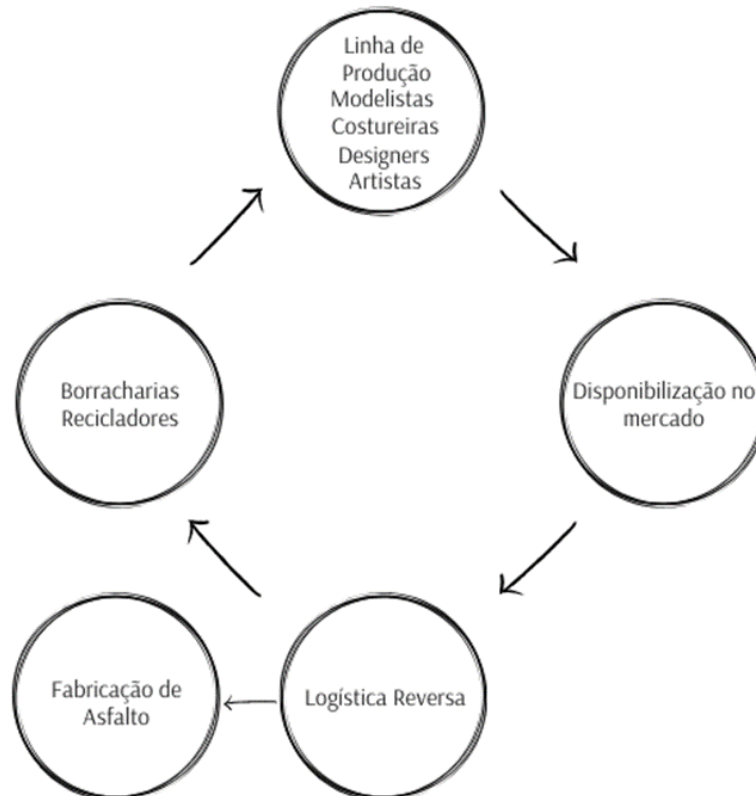 Linha de
Produção
Modelistas
Costureiras
Designers
Artistas
Borracharias
Recicladores
Disponibilização no
mercado
Fabricação de
Asfalto
Logística Reversa